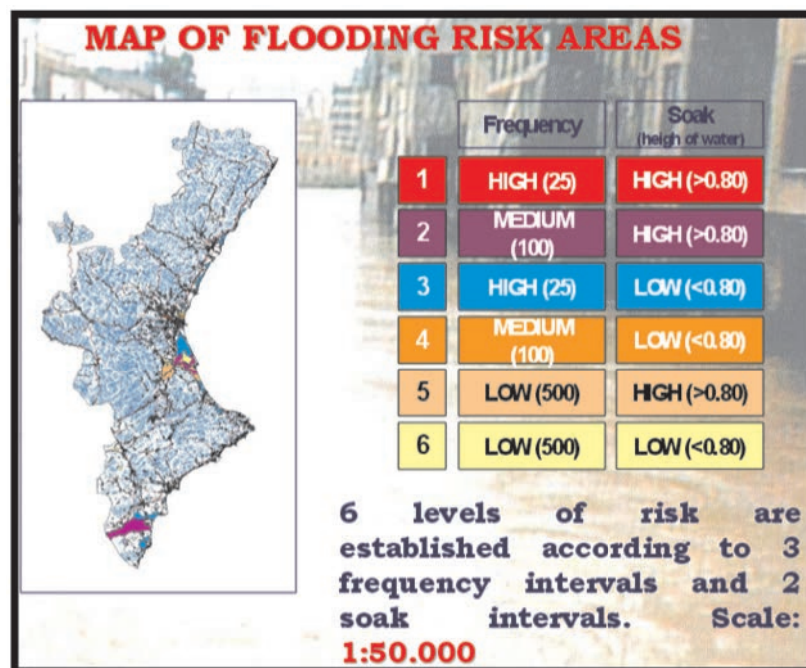 MAP OF FLOODING RISK AREAS
Frequency
Soak
(heigh of water)
1
HIGH (25)
HIGH (>0.80)
2
MEDIUM
(100)
HIGH (>0.80)
3
HIGH (25)
LOW (<0.80)
4
MEDIUM
(100)
LOW (<0.80)
5
LOW (500)
HIGH (>0.80)
6
LOW (500)
LOW (<0.80)
6 levels of risk are
established according to 3
frequency intervals and 2
soak intervals. Scale:
1:50.000